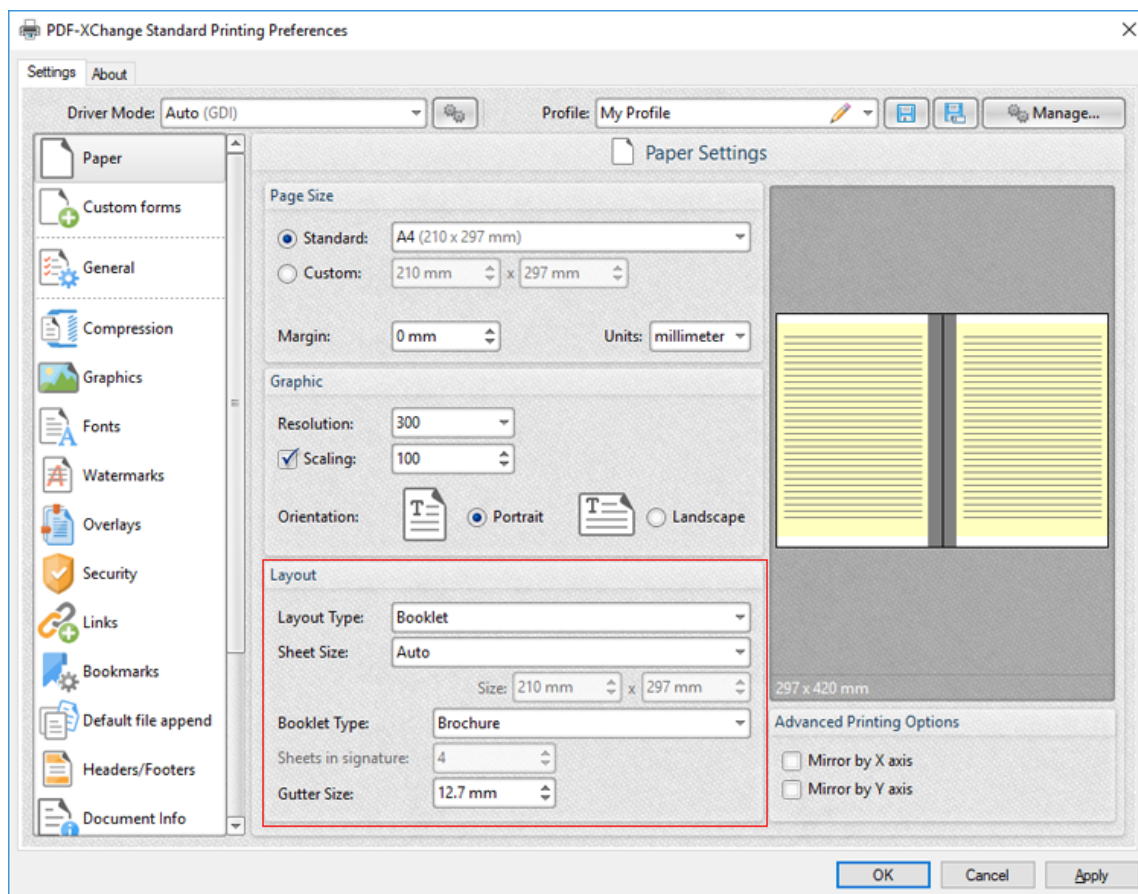 PDF-XChange Standard Printing Preferences
Settings About
Driver Mode: Auto (GDI) Profile: My Profile Manage...
Paper
Custom forms
General
Compression
Graphics
Fonts
Watermarks
Overlays
Security
Links
Bookmarks
Default file append
Headers/Footers
Document Info
Paper Settings
Page Size
Standard: A4 (210 x 297 mm)
Custom: 210 mm x 297 mm
Margin: 0 mm Units: millimeter
Graphic
Resolution: 300
Scaling: 100
Orientation: T Portrait T Landscape
Layout
Layout Type: Booklet
Sheet Size: Auto
Size: 210 mm x 297 mm
Booklet Type: Brochure
Sheets in signature: 4
Gutter Size: 12.7 mm
297 x 420 mm
Advanced Printing Options
Mirror by X axis
Mirror by Y axis
OK Cancel Apply